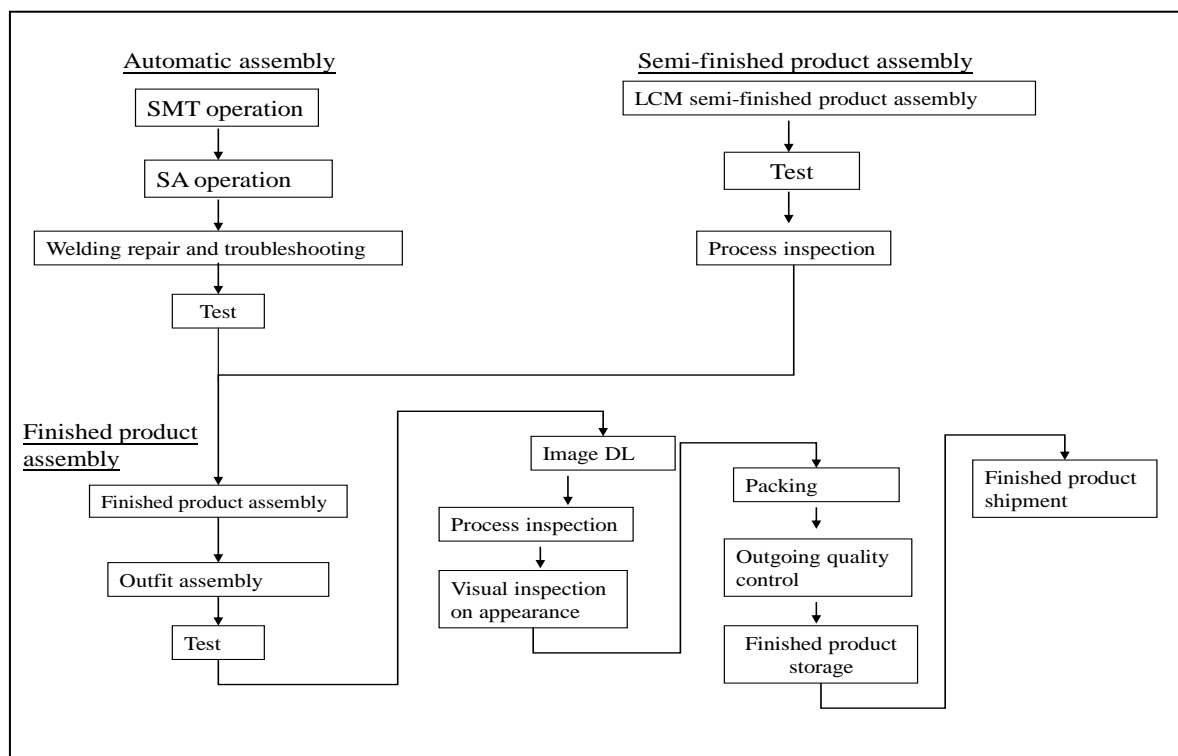 Automatic assembly
SMT operation
SA operation
Welding repair and troubleshooting
Test
Semi-finished product assembly
LCM semi-finished product assembly
Test
Process inspection
Finished product
assembly
Finished product assembly
Outfit assembly
Test
Image DL
Process inspection
Visual inspection
on appearance
Packing
Outgoing quality
control
Finished product
storage
Finished product
shipment